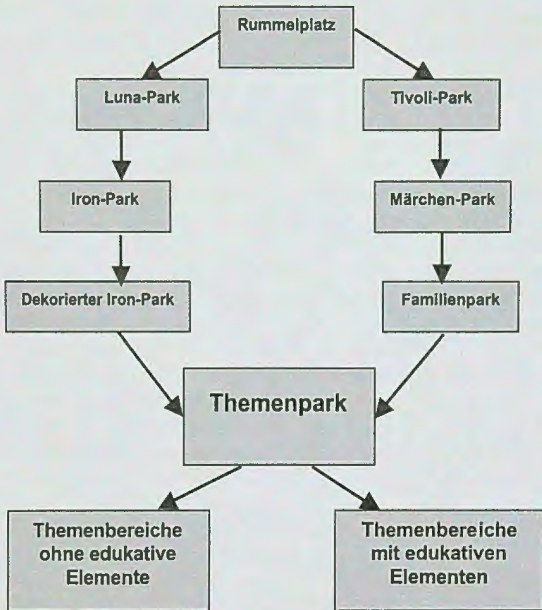 Rummelplatz
Luna-Park
Tivoli-Park
Iron-Park
Märchen-Park
Dekorierter Iron-Park
Familienpark
Themenpark
Themenbereiche
ohne edukative
Elemente
Themenbereiche
mit edukativen
Elementen